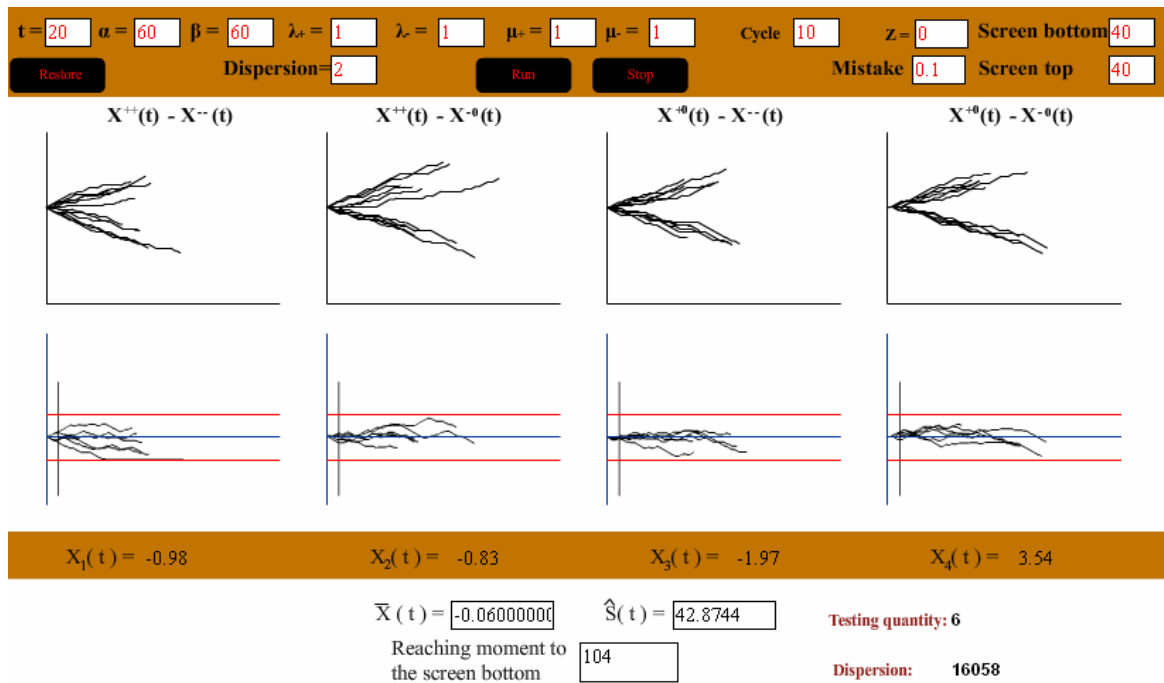 t = 20 α = 60 β = 60 λ+ = 1 λ- = 1 μ+ = 1 μ- = 1 Cycle 10 Z = 0 Screen bottom 40
Restore Dispersion= 2 Run Stop Mistake 0.1 Screen top 40
X⁺⁺(t) - X⁻⁻(t) X⁺⁺(t) - X⁻⁰(t) X⁺⁰(t) - X⁻⁻(t) X⁺⁰(t) - X⁻⁰(t)
X₁( t ) = -0.98 X₂( t ) = -0.83 X₃( t ) = -1.97 X₄( t ) = 3.54
X̅ ( t ) = -0.06000000 Ŝ( t ) = 42.8744 Testing quantity: 6
Reaching moment to 104
the screen bottom Dispersion: 16058